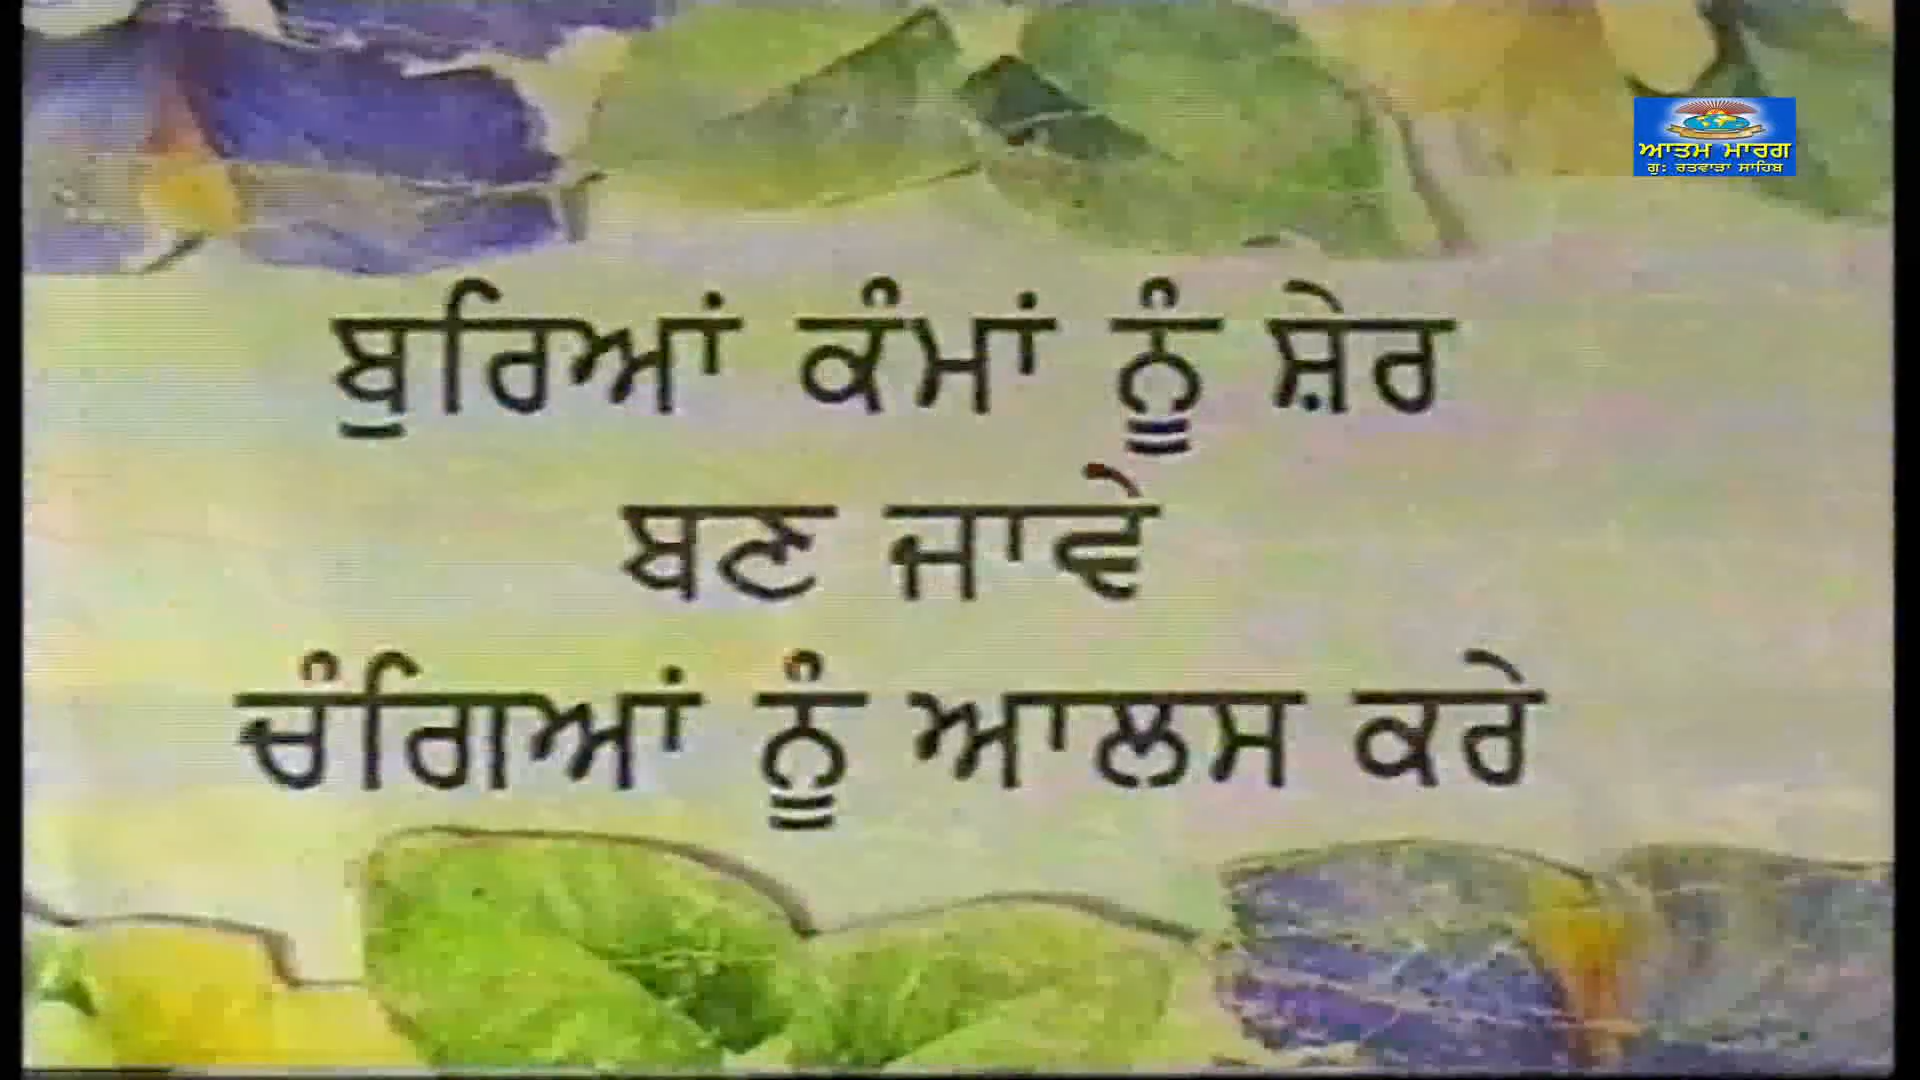 ਆਤਮ ਮਾਰਗ
ਗੁ: ਰਤਵਾੜਾ ਸਾਹਿਬ
ਬੁਰਿਆਂ ਕੰਮਾਂ ਨੂੰ ਸ਼ੇਰ
ਬਣ ਜਾਵੇ
ਚੰਗਿਆਂ ਨੂੰ ਆਲਸ ਕਰੇ